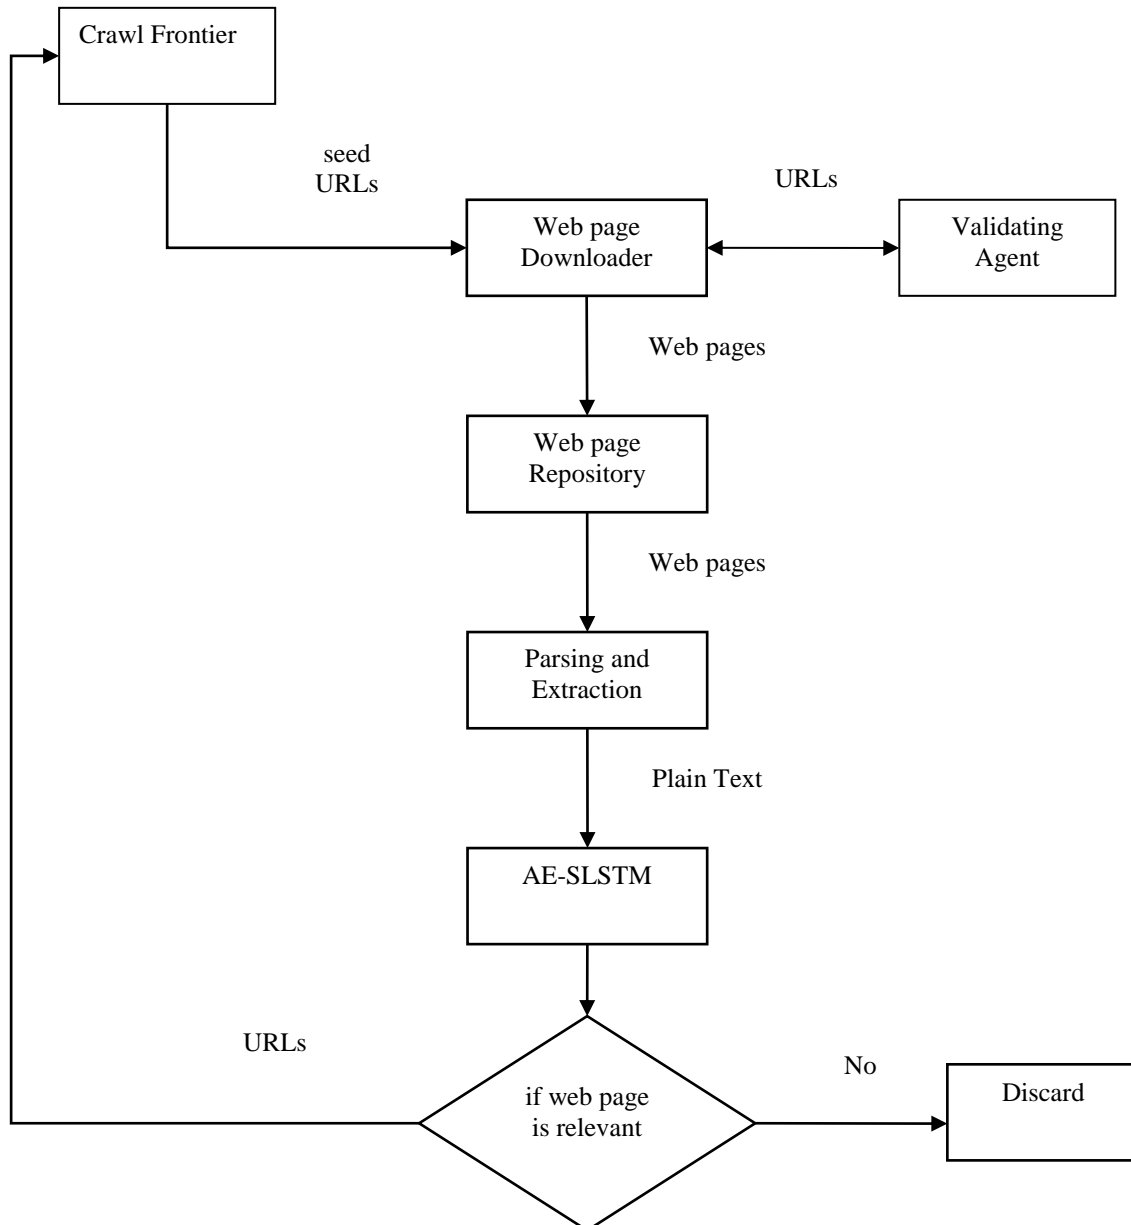 Crawl Frontier
seed
URLs
URLs
Web page
Downloader
Validating
Agent
Web pages
Web page
Repository
Web pages
Parsing and
Extraction
Plain Text
AE-SLSTM
URLs
if web page
is relevant
No
Discard